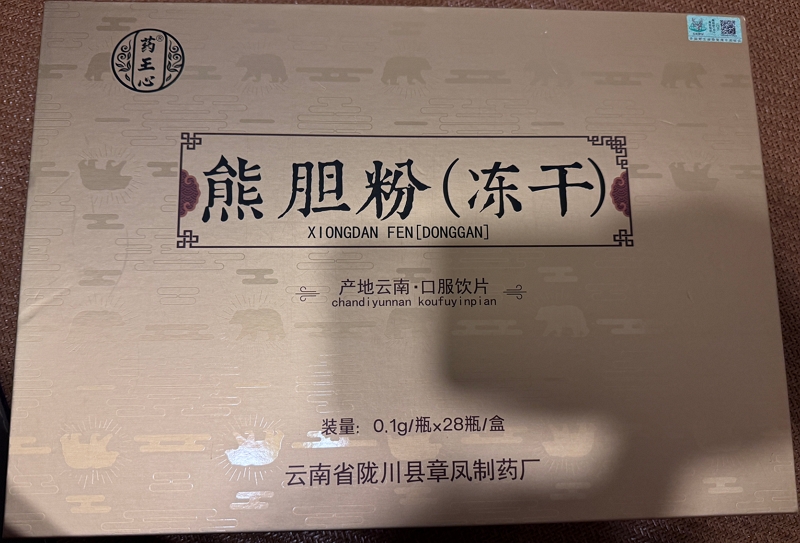 药王心®
熊胆粉(冻干)
XIONGDAN FEN[DONGGAN]
产地云南·口服饮片
chandiyunnan koufuyinpian
装量: 0.1g/瓶x28瓶/盒
云南省陇川县章凤制药厂